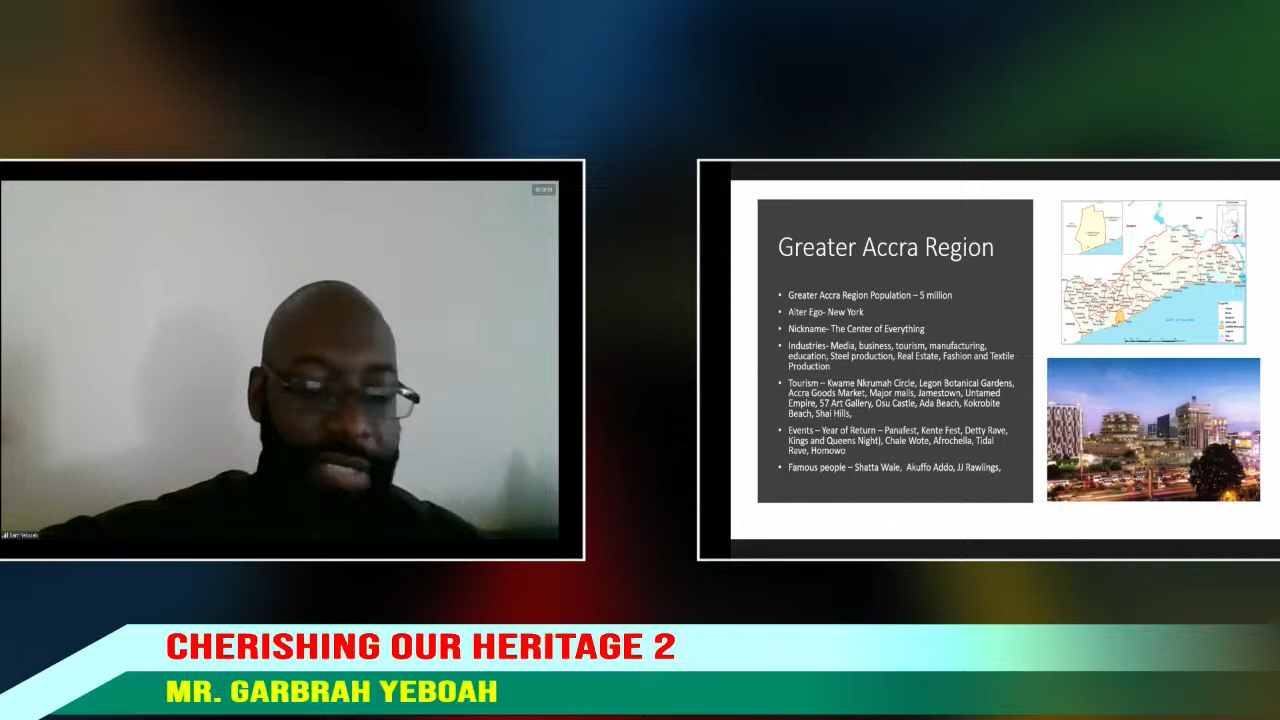 Sam Yeboah
Greater Accra Region
• Greater Accra Region Population – 5 million
• Alter Ego- New York
• Nickname- The Center of Everything
• Industries- Media, business, tourism, manufacturing,
education, Steel production, Real Estate, Fashion and Textile
Production
• Tourism – Kwame Nkrumah Circle, Legon Botanical Gardens,
Accra Goods Market, Major malls, Jamestown, Untamed
Empire, 57 Art Gallery, Osu Castle, Ada Beach, Kokrobite
Beach, Shai Hills,
• Events – Year of Return – Panafest, Kente Fest, Detty Rave,
Kings and Queens Night), Chale Wote, Afrochella, Tidal
Rave, Homowo
• Famous people – Shatta Wale, Akuffo Addo, JJ Rawlings,
CHERISHING OUR HERITAGE 2
MR. GARBRAH YEBOAH